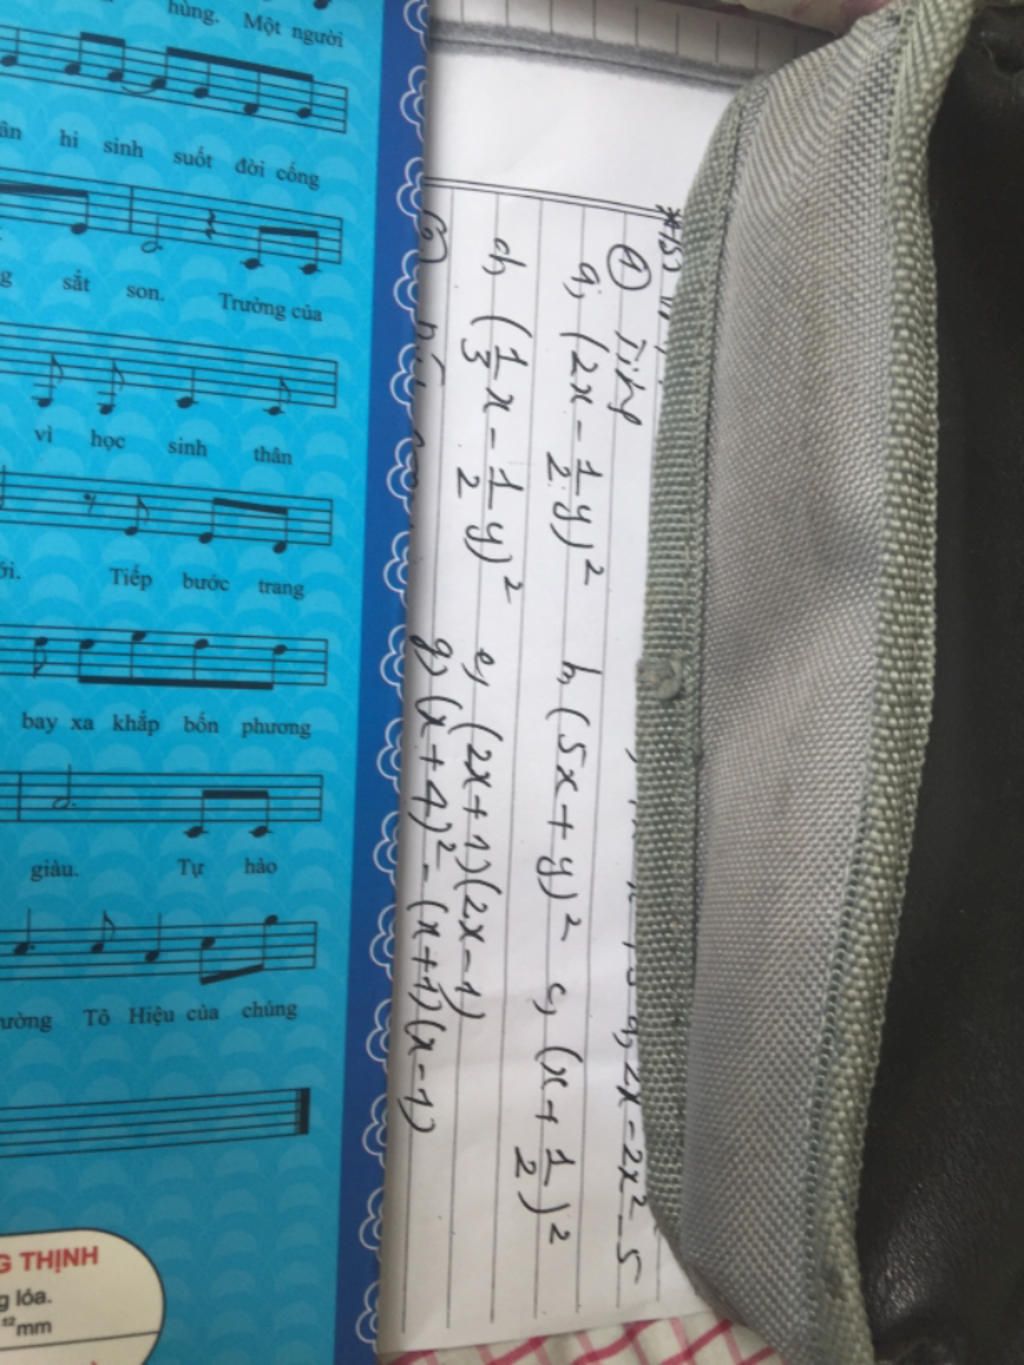 hùng. Một người
hi sinh suốt đời cống
sắt son. Trường của
vì học sinh thân
Tiếp bước trang
bay xa khắp bốn phương
giàu. Tự hào
Tô Hiệu của chúng
THỊNH
lóa.
mm
2x - 2x² - 5
① Tính
a, (2x - 1/2 y)² b, (5x + y)² c, (x + 1/2)²
d, (1/3 x - 1/2 y)² e, (2x + 1)(2x - 1)
g, (x + 4)² - (x + 1)(x - 1)